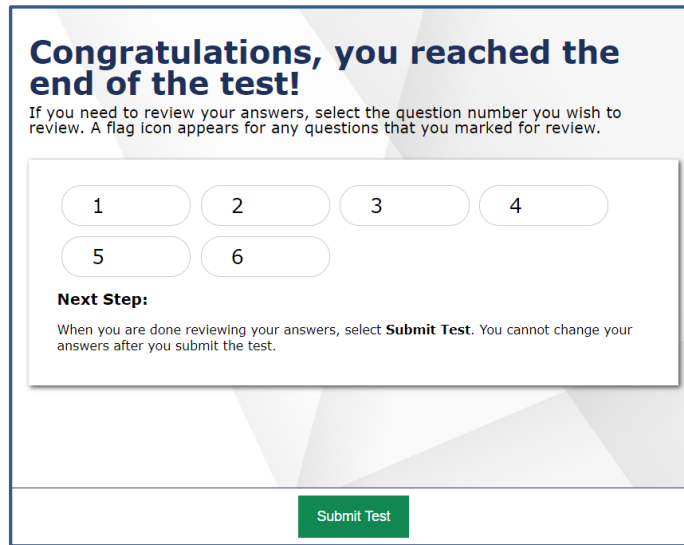 Congratulations, you reached the
end of the test!
If you need to review your answers, select the question number you wish to
review. A flag icon appears for any questions that you marked for review.
1 2 3 4
5 6
Next Step:
When you are done reviewing your answers, select Submit Test. You cannot change your
answers after you submit the test.
Submit Test